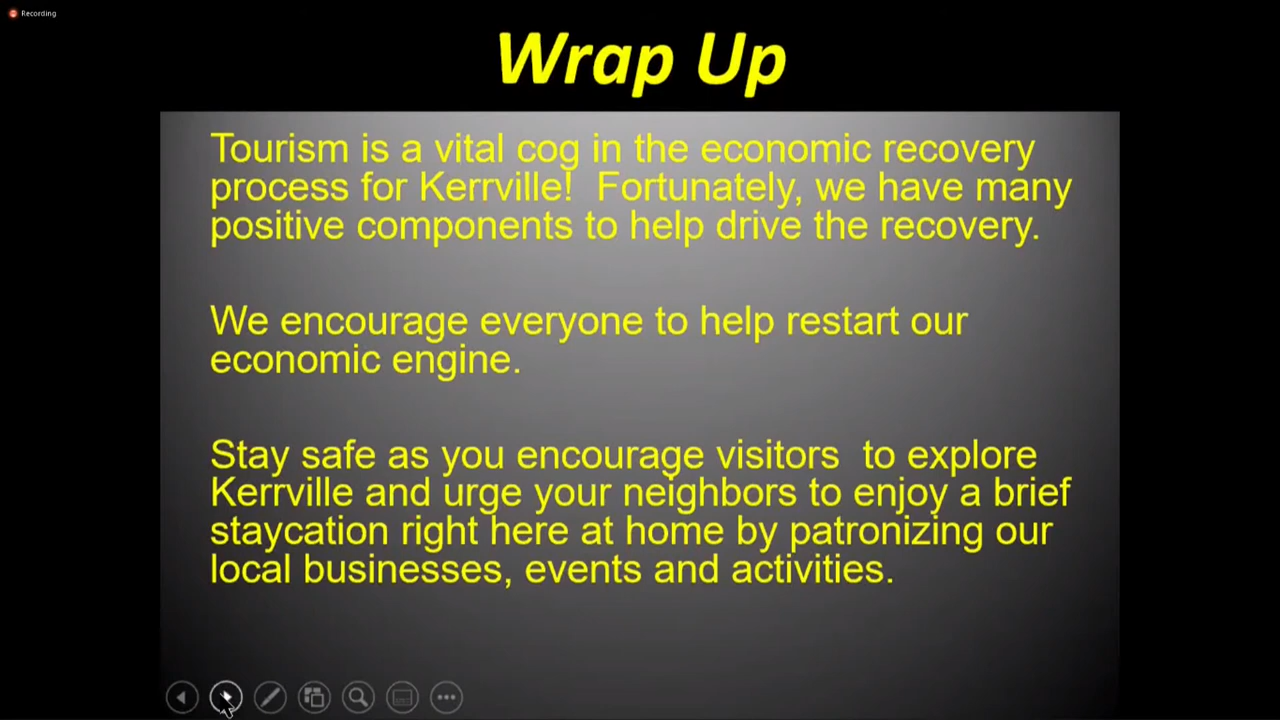 Recording
Wrap Up
Tourism is a vital cog in the economic recovery
process for Kerrville!  Fortunately, we have many
positive components to help drive the recovery.
We encourage everyone to help restart our
economic engine.
Stay safe as you encourage visitors  to explore
Kerrville and urge your neighbors to enjoy a brief
staycation right here at home by patronizing our
local businesses, events and activities.